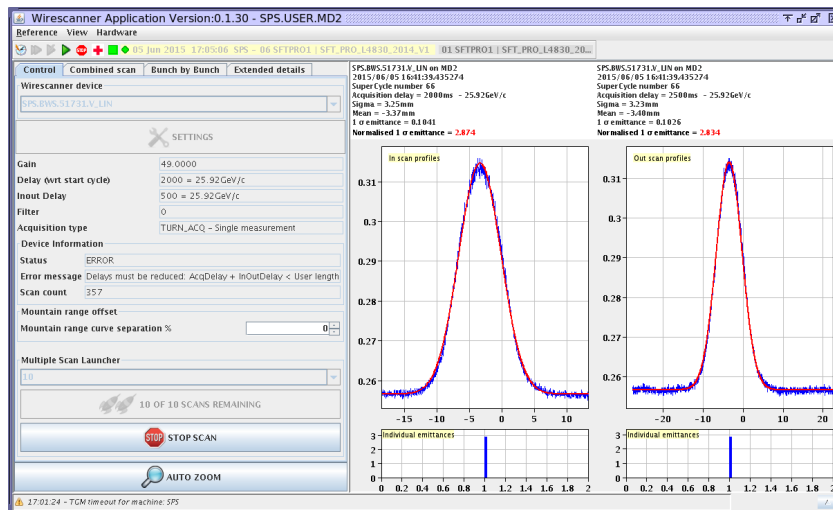 Wirescanner Application Version:0.1.30 - SPS.USER.MD2
Reference View Hardware
05 Jun 2015 17:05:06 SPS - 06 SFTPRO1 | SFT_PRO_L4830_2014_V1 01 SFTPRO1 | SFT_PRO_L4830_20...
Control Combined scan Bunch by Bunch Extended details
Wirescanner device
SPS.BWS.51731.V_LIN
SETTINGS
Gain 49.0000
Delay (wrt start cycle) 2000 = 25.92GeV/c
Inout Delay 500 = 25.92GeV/c
Filter 0
Acquisition type TURN_ACQ - Single measurement
Device Information
Status ERROR
Error message Delays must be reduced: AcqDelay + InOutDelay < User length
Scan count 357
Mountain range offset
Mountain range curve separation % 0
Multiple Scan Launcher
10
10 OF 10 SCANS REMAINING
STOP STOP SCAN
AUTO ZOOM
17:01:24 - TGM timeout for machine: SPS
SPS.BWS.51731.V_LIN on MD2
2015/06/05 16:41:39.435274
SuperCycle number 66
Acquisition delay = 2000ms - 25.92GeV/c
Sigma = 3.25mm
Mean = -3.37mm
1 σ emittance = 0.1041
Normalised 1 σ emittance = 2.874
In scan profiles
0.31
0.3
0.29
0.28
0.27
0.26
-15 -10 -5 0 5 10
Individual emittances
3
2
1
0
0 0.2 0.4 0.6 0.8 1 1.2 1.4 1.6 1.8 2
SPS.BWS.51731.V_LIN on MD2
2015/06/05 16:41:39.435274
SuperCycle number 66
Acquisition delay = 2500ms - 25.92GeV/c
Sigma = 3.23mm
Mean = -3.40mm
1 σ emittance = 0.1026
Normalised 1 σ emittance = 2.834
Out scan profiles
0.31
0.3
0.29
0.28
0.27
0.26
-20 -10 0 10 20
Individual emittances
3
2
1
0
0 0.2 0.4 0.6 0.8 1 1.2 1.4 1.6 1.8 2